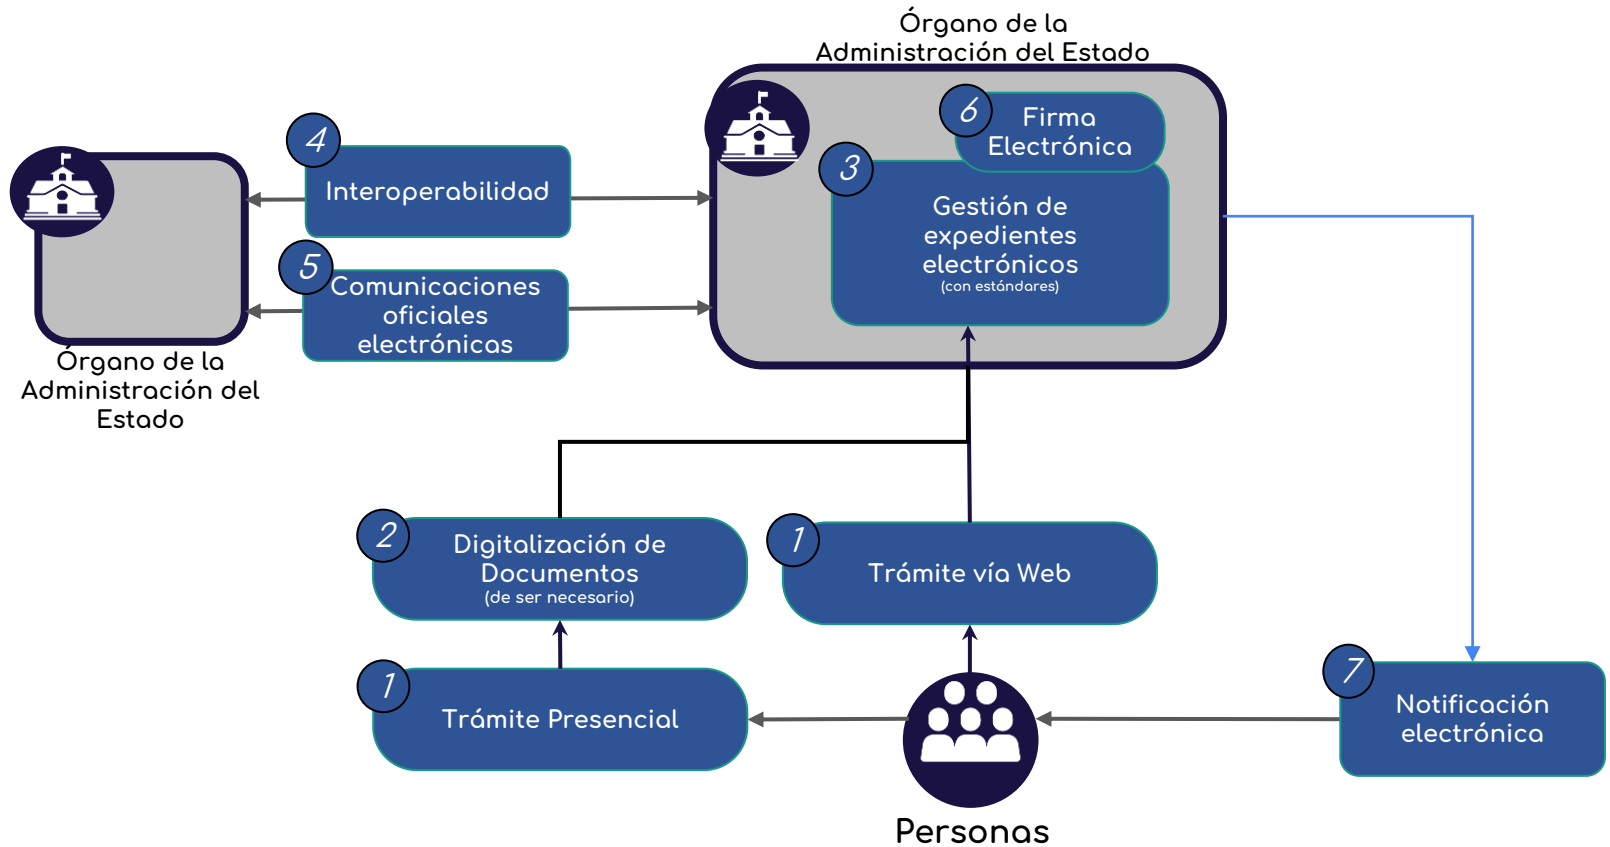 Órgano de la
Administración del Estado
6
Firma
Electrónica
4
Interoperabilidad
3
Gestión de
expedientes
electrónicos
(con estándares)
5
Comunicaciones
oficiales
electrónicas
Órgano de la
Administración del
Estado
2
Digitalización de
Documentos
(de ser necesario)
1
Trámite vía Web
1
Trámite Presencial
7
Notificación
electrónica
Personas